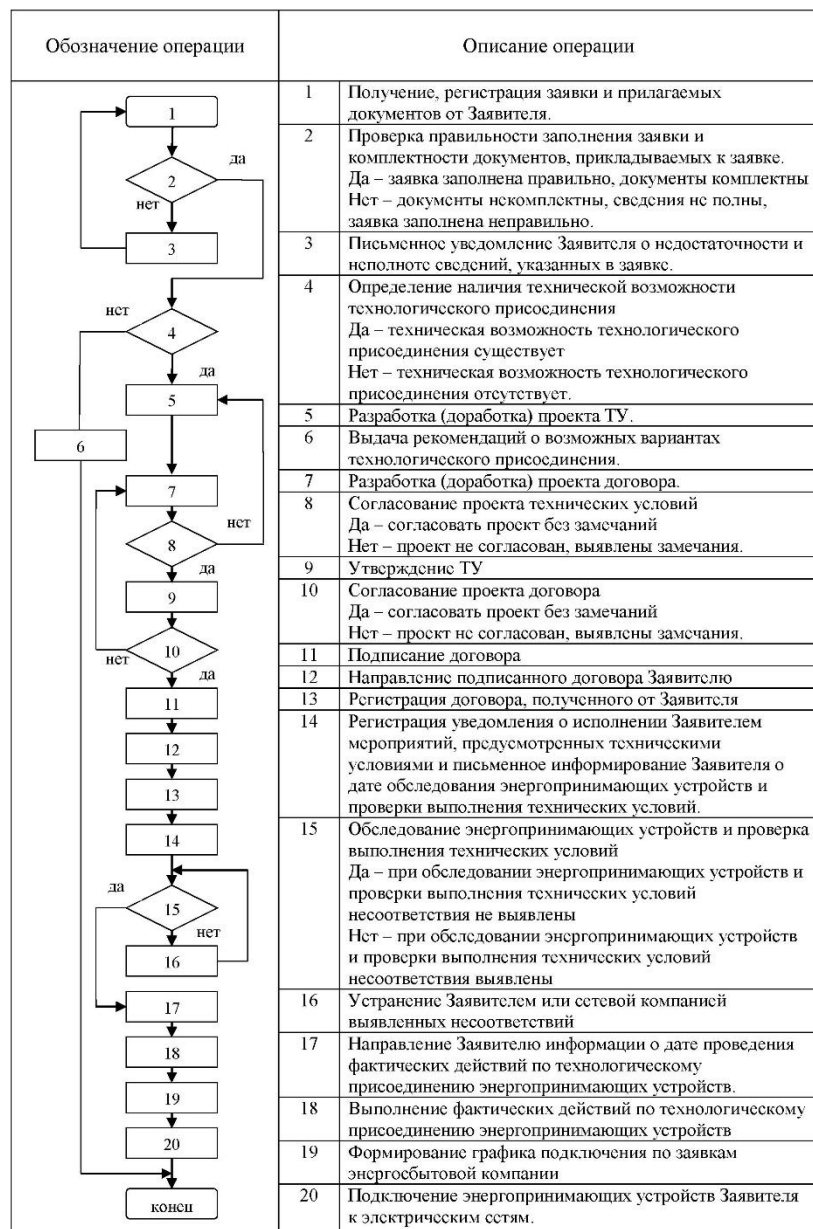 Обозначение операции
Описание операции
1
да
2
нет
3
нет
4
да
5
6
7
нет
8
да
9
10
нет
да
11
12
13
14
да
15
нет
16
17
18
19
20
конец
1 Получение, регистрация заявки и прилагаемых
документов от Заявителя.
2 Проверка правильности заполнения заявки и
комплектности документов, прикладываемых к заявке.
Да – заявка заполнена правильно, документы комплектны
Нет – документы некомплектны, сведения не полны,
заявка заполнена неправильно.
3 Письменное уведомление Заявителя о недостаточности и
неполноте сведений, указанных в заявке.
4 Определение наличия технической возможности
технологического присоединения
Да – техническая возможность технологического
присоединения существует
Нет – техническая возможность технологического
присоединения отсутствует.
5 Разработка (доработка) проекта ТУ.
6 Выдача рекомендаций о возможных вариантах
технологического присоединения.
7 Разработка (доработка) проекта договора.
8 Согласование проекта технических условий
Да – согласовать проект без замечаний
Нет – проект не согласован, выявлены замечания.
9 Утверждение ТУ
10 Согласование проекта договора
Да – согласовать проект без замечаний
Нет – проект не согласован, выявлены замечания.
11 Подписание договора
12 Направление подписанного договора Заявителю
13 Регистрация договора, полученного от Заявителя
14 Регистрация уведомления о исполнении Заявителем
мероприятий, предусмотренных техническими
условиями и письменное информирование Заявителя о
дате обследования энергопринимающих устройств и
проверки выполнения технических условий.
15 Обследование энергопринимающих устройств и проверка
выполнения технических условий
Да – при обследовании энергопринимающих устройств и
проверки выполнения технических условий
несоответствия не выявлены
Нет – при обследовании энергопринимающих устройств
и проверки выполнения технических условий
несоответствия выявлены
16 Устранение Заявителем или сетевой компанией
выявленных несоответствий
17 Направление Заявителю информации о дате проведения
фактических действий по технологическому
присоединению энергопринимающих устройств.
18 Выполнение фактических действий по технологическому
присоединению энергопринимающих устройств
19 Формирование графика подключения по заявкам
энергосбытовой компании
20 Подключение энергопринимающих устройств Заявителя
к электрическим сетям.